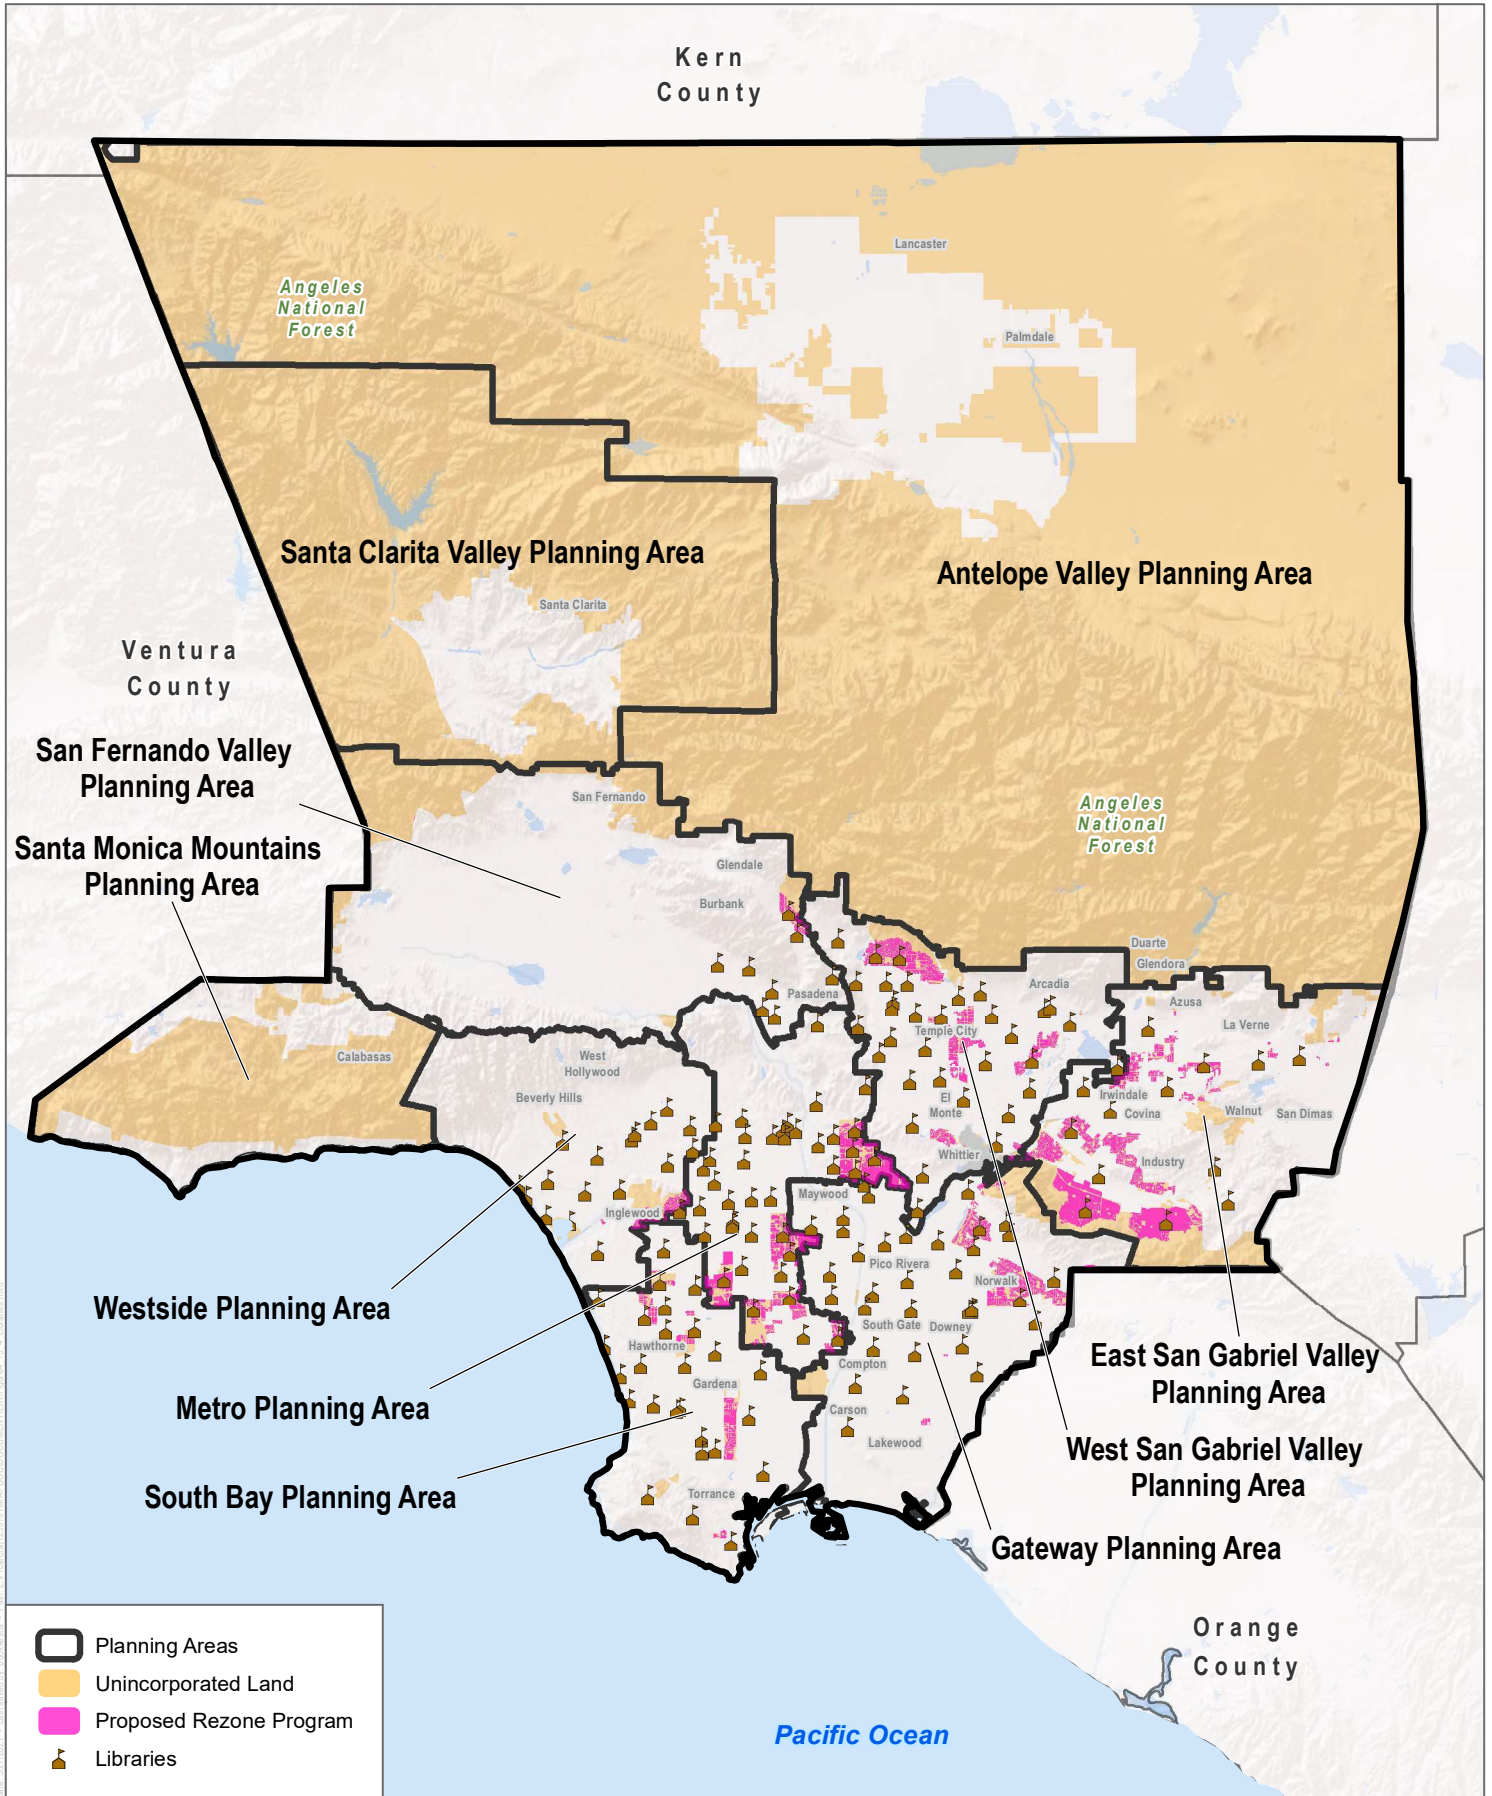 Kern
County
Lancaster
Angeles
National
Forest
Palmdale
Santa Clarita Valley Planning Area
Antelope Valley Planning Area
Santa Clarita
Ventura
County
San Fernando Valley
Planning Area
San Fernando
Angeles
National
Forest
Santa Monica Mountains
Planning Area
Glendale
Burbank
Duarte
Glendora
Arcadia
Pasadena
Azusa
La Verne
Temple City
Calabasas
West
Hollywood
Beverly Hills
El
Monte
Irwindale
Covina
Walnut
San Dimas
Whittier
Industry
Maywood
Inglewood
Pico Rivera
Norwalk
Westside Planning Area
South Gate
Downey
Hawthorne
Compton
East San Gabriel Valley
Planning Area
Gardena
Metro Planning Area
Carson
Lakewood
West San Gabriel Valley
Planning Area
South Bay Planning Area
Torrance
Gateway Planning Area
Orange
County
Planning Areas
Unincorporated Land
Proposed Rezone Program
Libraries
Pacific Ocean